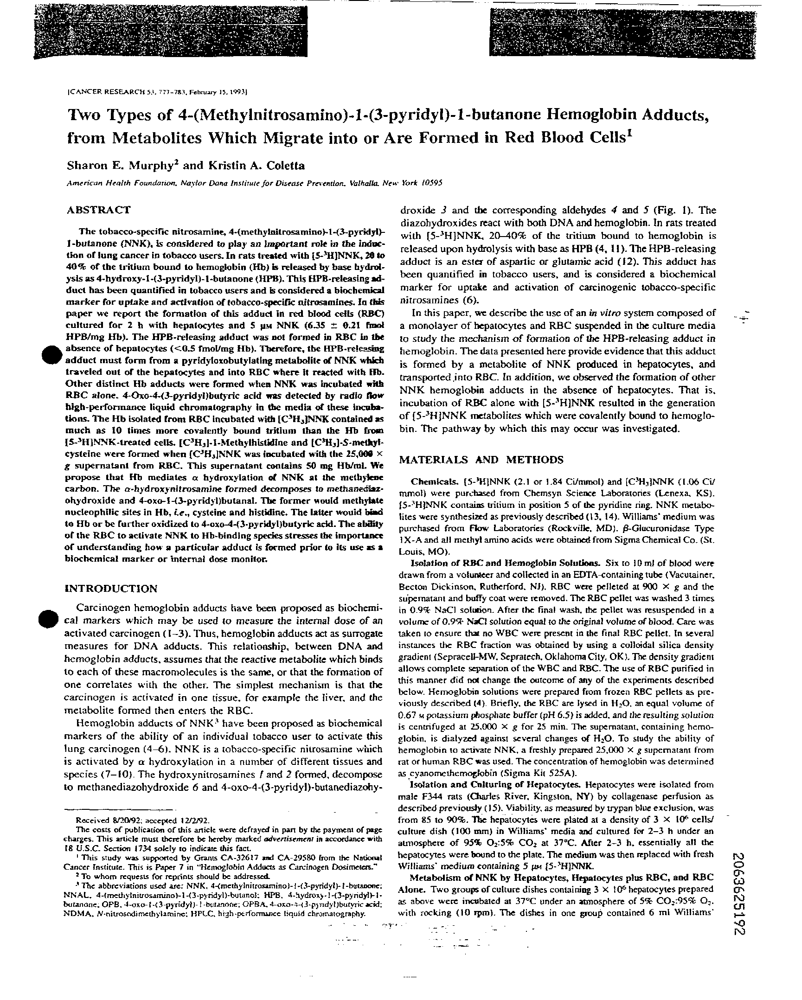 [CANCER RESEARCH 53, 777–783, February 15, 1993]
Two Types of 4-(Methylnitrosamino)-1-(3-pyridyl)-1-butanone Hemoglobin Adducts,
from Metabolites Which Migrate into or Are Formed in Red Blood Cells¹
Sharon E. Murphy² and Kristin A. Coletta
American Health Foundation, Naylor Dana Institute for Disease Prevention, Valhalla, New York 10595
ABSTRACT
The tobacco-specific nitrosamine, 4-(methylnitrosamino)-1-(3-pyridyl)-
1-butanone (NNK), is considered to play an important role in the induc-
tion of lung cancer in tobacco users. In rats treated with [5-³H]NNK, 20 to
40% of the tritium bound to hemoglobin (Hb) is released by base hydrol-
ysis as 4-hydroxy-1-(3-pyridyl)-1-butanone (HPB). This HPB-releasing ad-
duct has been quantified in tobacco users and is considered a biochemical
marker for uptake and activation of tobacco-specific nitrosamines. In this
paper we report the formation of this adduct in red blood cells (RBC)
cultured for 2 h with hepatocytes and 5 μM NNK (6.35 ± 0.21 fmol
HPB/mg Hb). The HPB-releasing adduct was not formed in RBC in the
absence of hepatocytes (<0.5 fmol/mg Hb). Therefore, the HPB-releasing
adduct must form from a pyridyloxobutylating metabolite of NNK which
traveled out of the hepatocytes and into RBC where it reacted with Hb.
Other distinct Hb adducts were formed when NNK was incubated with
RBC alone. 4-Oxo-4-(3-pyridyl)butyric acid was detected by radio flow
high-performance liquid chromatography in the media of these incuba-
tions. The Hb isolated from RBC incubated with [C³H₃]NNK contained as
much as 10 times more covalently bound tritium than the Hb from
[5-³H]NNK-treated cells. [C³H₃]-1-Methylhistidine and [C³H₃]-S-methyl-
cysteine were formed when [C³H₃]NNK was incubated with the 25,000 ×
g supernatant from RBC. This supernatant contains 50 mg Hb/ml. We
propose that Hb mediates α hydroxylation of NNK at the methylene
carbon. The α-hydroxynitrosamine formed decomposes to methanediaz-
ohydroxide and 4-oxo-1-(3-pyridyl)butanal. The former would methylate
nucleophilic sites in Hb, i.e., cysteine and histidine. The latter would bind
to Hb or be further oxidized to 4-oxo-4-(3-pyridyl)butyric acid. The ability
of the RBC to activate NNK to Hb-binding species stresses the importance
of understanding how a particular adduct is formed prior to its use as a
biochemical marker or internal dose monitor.
INTRODUCTION
Carcinogen hemoglobin adducts have been proposed as biochemi-
cal markers which may be used to measure the internal dose of an
activated carcinogen (1–3). Thus, hemoglobin adducts act as surrogate
measures for DNA adducts. This relationship, between DNA and
hemoglobin adducts, assumes that the reactive metabolite which binds
to each of these macromolecules is the same, or that the formation of
one correlates with the other. The simplest mechanism is that the
carcinogen is activated in one tissue, for example the liver, and the
metabolite formed then enters the RBC.
Hemoglobin adducts of NNK³ have been proposed as biochemical
markers of the ability of an individual tobacco user to activate this
lung carcinogen (4–6). NNK is a tobacco-specific nitrosamine which
is activated by α hydroxylation in a number of different tissues and
species (7–10). The hydroxynitrosamines 1 and 2 formed, decompose
to methanediazohydroxide 6 and 4-oxo-4-(3-pyridyl)-butanediazohy-
Received 8/20/92; accepted 12/2/92.
The costs of publication of this article were defrayed in part by the payment of page
charges. This article must therefore be hereby marked advertisement in accordance with
18 U.S.C. Section 1734 solely to indicate this fact.
¹ This study was supported by Grants CA-32617 and CA-29580 from the National
Cancer Institute. This is Paper 7 in “Hemoglobin Adducts as Carcinogen Dosimeters.”
² To whom requests for reprints should be addressed.
³ The abbreviations used are: NNK, 4-(methylnitrosamino)-1-(3-pyridyl)-1-butanone;
NNAL, 4-(methylnitrosamino)-1-(3-pyridyl)-butanol; HPB, 4-hydroxy-1-(3-pyridyl)-1-
butanone; OPB, 4-oxo-1-(3-pyridyl)-1-butanone; OPBA, 4-oxo-4-(3-pyridyl)butyric acid;
NDMA, N-nitrosodimethylamine; HPLC, high-performance liquid chromatography.
droxide 3 and the corresponding aldehydes 4 and 5 (Fig. 1). The
diazohydroxides react with both DNA and hemoglobin. In rats treated
with [5-³H]NNK, 20–40% of the tritium bound to hemoglobin is
released upon hydrolysis with base as HPB (4, 11). The HPB-releasing
adduct is an ester of aspartic or glutamic acid (12). This adduct has
been quantified in tobacco users, and is considered a biochemical
marker for uptake and activation of carcinogenic tobacco-specific
nitrosamines (6).
In this paper, we describe the use of an in vitro system composed of
a monolayer of hepatocytes and RBC suspended in the culture media
to study the mechanism of formation of the HPB-releasing adduct in
hemoglobin. The data presented here provide evidence that this adduct
is formed by a metabolite of NNK produced in hepatocytes, and
transported into RBC. In addition, we observed the formation of other
NNK hemoglobin adducts in the absence of hepatocytes. That is,
incubation of RBC alone with [5-³H]NNK resulted in the generation
of [5-³H]NNK metabolites which were covalently bound to hemoglo-
bin. The pathway by which this may occur was investigated.
MATERIALS AND METHODS
Chemicals. [5-³H]NNK (2.1 or 1.84 Ci/mmol) and [C³H₃]NNK (1.06 Ci/
mmol) were purchased from Chemsyn Science Laboratories (Lenexa, KS).
[5-³H]NNK contains tritium in position 5 of the pyridine ring. NNK metabo-
lites were synthesized as previously described (13, 14). Williams’ medium was
purchased from Flow Laboratories (Rockville, MD). β-Glucuronidase Type
1X-A and all methyl amino acids were obtained from Sigma Chemical Co. (St.
Louis, MO).
Isolation of RBC and Hemoglobin Solutions. Six to 10 ml of blood were
drawn from a volunteer and collected in an EDTA-containing tube (Vacutainer,
Becton Dickinson, Rutherford, NJ). RBC were pelleted at 900 × g and the
supernatant and buffy coat were removed. The RBC pellet was washed 3 times
in 0.9% NaCl solution. After the final wash, the pellet was resuspended in a
volume of 0.9% NaCl solution equal to the original volume of blood. Care was
taken to ensure that no WBC were present in the final RBC pellet. In several
instances the RBC fraction was obtained by using a colloidal silica density
gradient (Sepracell-MW, Sepratech, Oklahoma City, OK). The density gradient
allows complete separation of the WBC and RBC. The use of RBC purified in
this manner did not change the outcome of any of the experiments described
below. Hemoglobin solutions were prepared from frozen RBC pellets as pre-
viously described (4). Briefly, the RBC are lysed in H₂O, an equal volume of
0.67 M potassium phosphate buffer (pH 6.5) is added, and the resulting solution
is centrifuged at 25,000 × g for 25 min. The supernatant, containing hemo-
globin, is dialyzed against several changes of H₂O. To study the ability of
hemoglobin to activate NNK, a freshly prepared 25,000 × g supernatant from
rat or human RBC was used. The concentration of hemoglobin was determined
as cyanomethemoglobin (Sigma Kit 525A).
Isolation and Culturing of Hepatocytes. Hepatocytes were isolated from
male F344 rats (Charles River, Kingston, NY) by collagenase perfusion as
described previously (15). Viability, as measured by trypan blue exclusion, was
from 85 to 90%. The hepatocytes were plated at a density of 3 × 10⁶ cells/
culture dish (100 mm) in Williams’ media and cultured for 2–3 h under an
atmosphere of 95% O₂:5% CO₂ at 37°C. After 2–3 h, essentially all the
hepatocytes were bound to the plate. The medium was then replaced with fresh
Williams’ medium containing 5 μM [5-³H]NNK.
Metabolism of NNK by Hepatocytes, Hepatocytes plus RBC, and RBC
Alone. Two groups of culture dishes containing 3 × 10⁶ hepatocytes prepared
as above were incubated at 37°C under an atmosphere of 5% CO₂:95% O₂,
with rocking (10 rpm). The dishes in one group contained 6 ml Williams’
2063625192